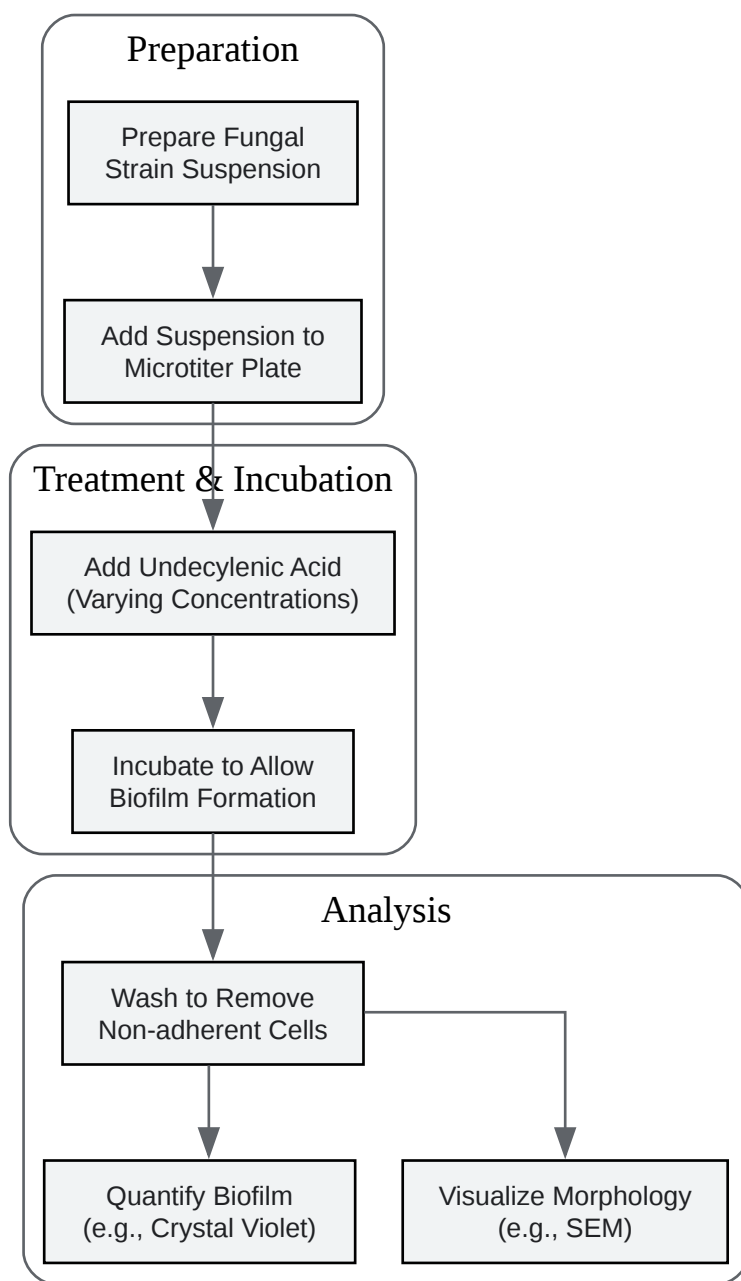 Preparation
Prepare Fungal
Strain Suspension
Add Suspension to
Microtiter Plate
Treatment & Incubation
Add Undecylenic Acid
(Varying Concentrations)
Incubate to Allow
Biofilm Formation
Analysis
Wash to Remove
Non-adherent Cells
Quantify Biofilm
(e.g., Crystal Violet)
Visualize Morphology
(e.g., SEM)